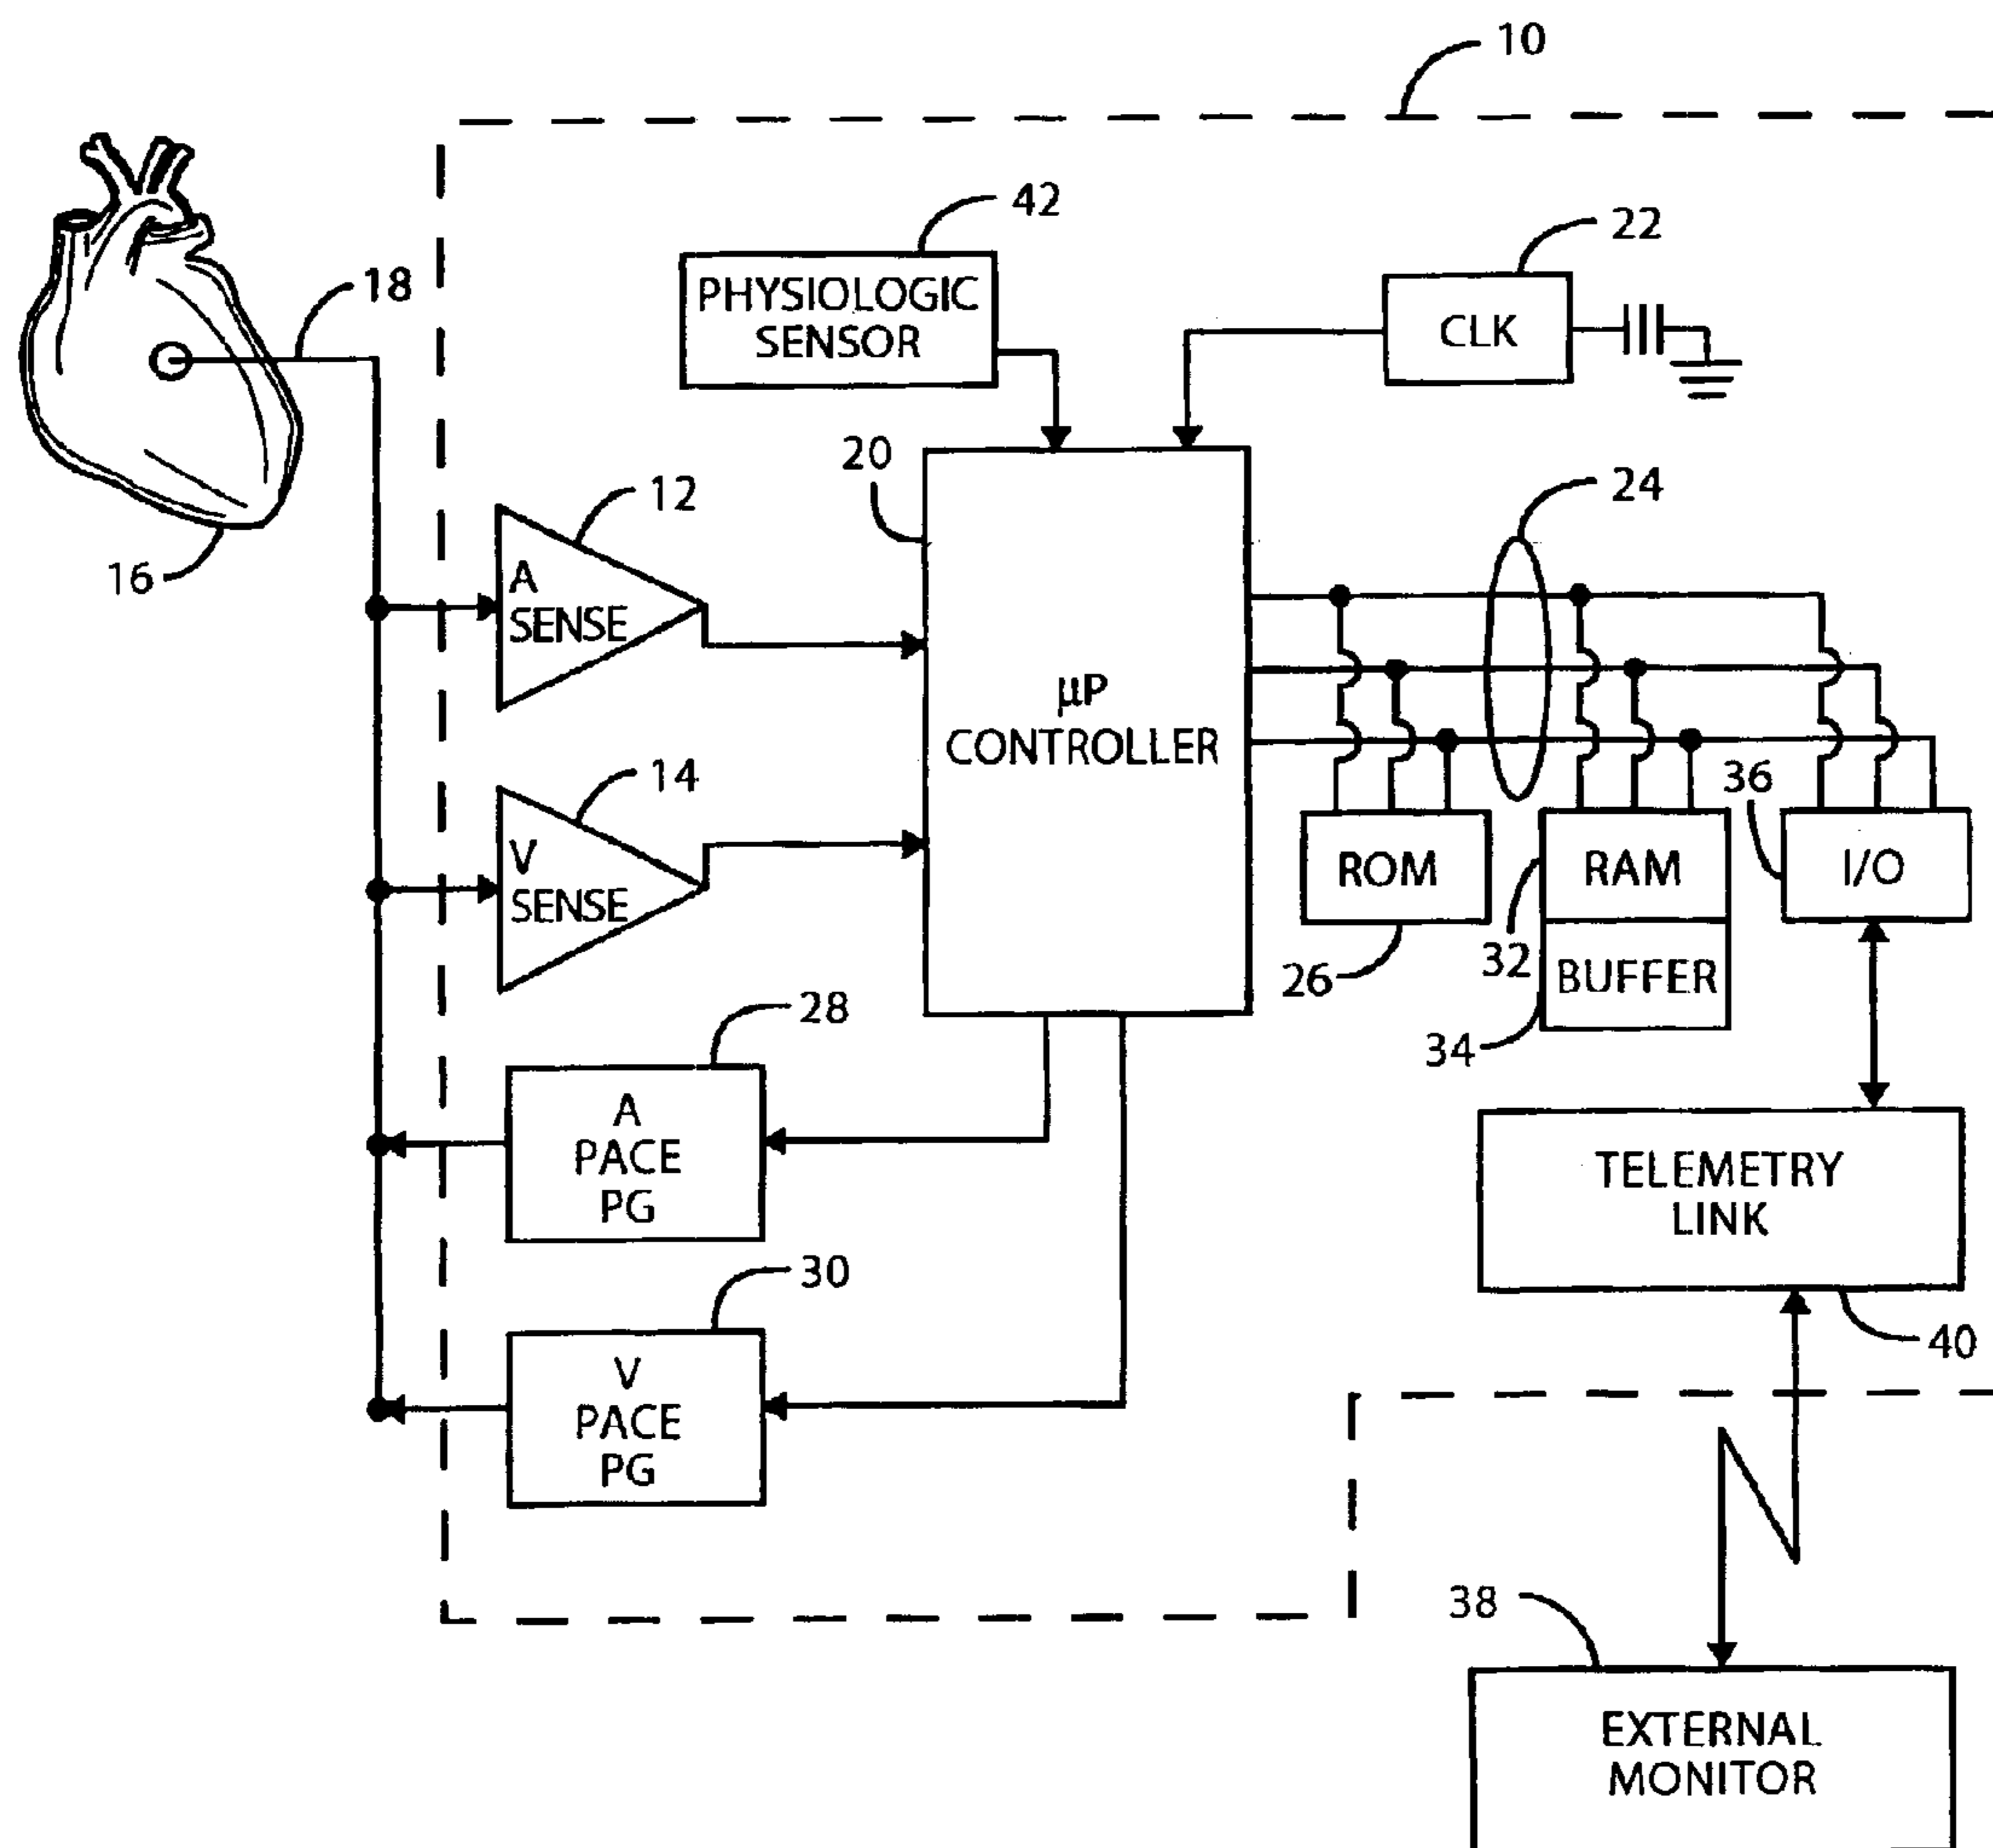 10
42
22
PHYSIOLOGIC
SENSOR
CLK
18
20
12
24
A
SENSE
16
µP
CONTROLLER
14
36
V
SENSE
ROM
RAM
I/O
32
26
BUFFER
28
34
A
PACE
PG
TELEMETRY
LINK
30
40
V
PACE
PG
38
EXTERNAL
MONITOR